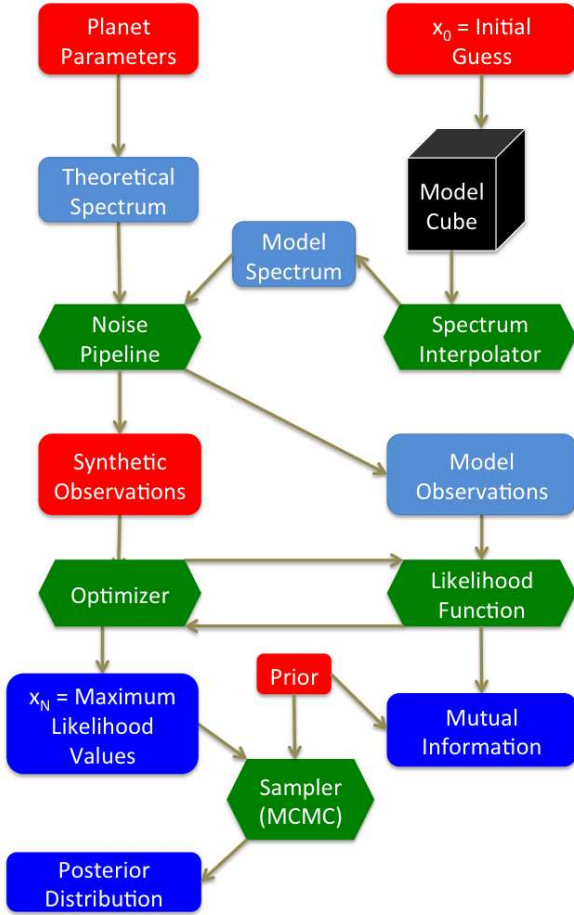 Planet
Parameters
x₀ = Initial
Guess
Theoretical
Spectrum
Model
Cube
Model
Spectrum
Noise
Pipeline
Spectrum
Interpolator
Synthetic
Observations
Model
Observations
Optimizer
Likelihood
Function
x_N = Maximum
Likelihood
Values
Prior
Mutual
Information
Sampler
(MCMC)
Posterior
Distribution